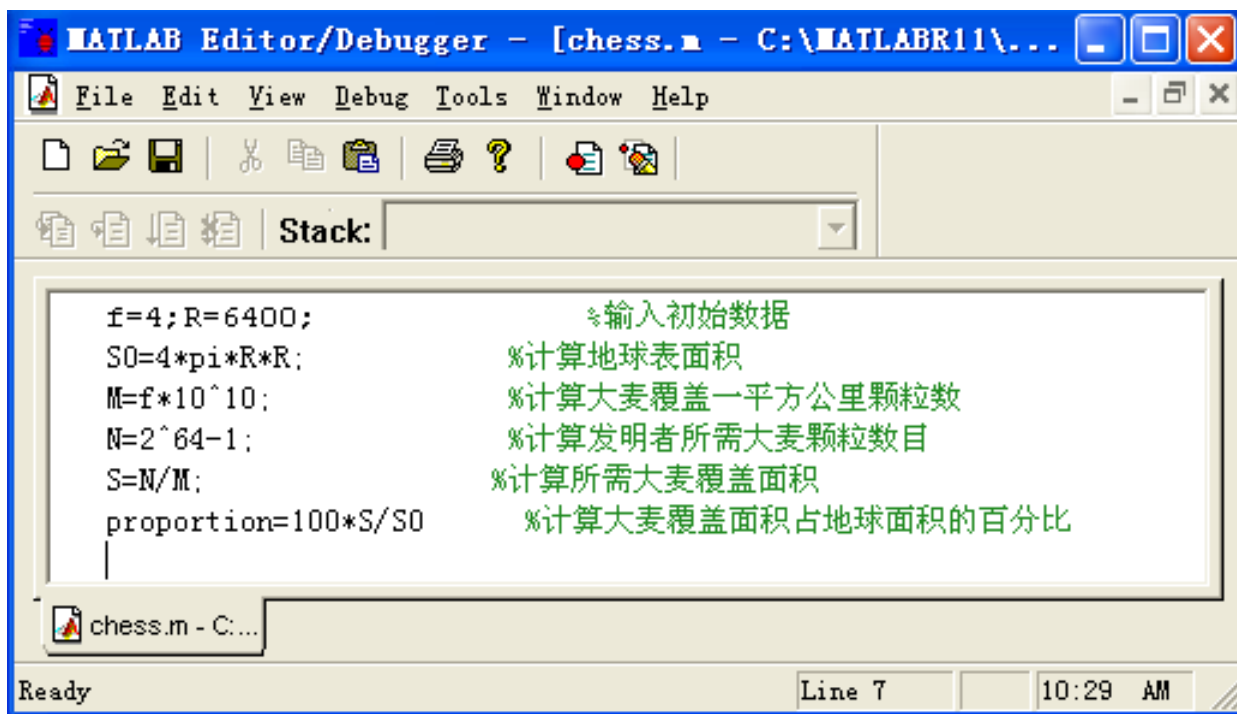 MATLAB Editor/Debugger - [chess.m - C:\MATLABR11\...
File Edit View Debug Tools Window Help
Stack:
f=4;R=6400; %输入初始数据
S0=4*pi*R*R; %计算地球表面积
M=f*10^10; %计算大麦覆盖一平方公里颗粒数
N=2^64-1; %计算发明者所需大麦颗粒数目
S=N/M; %计算所需大麦覆盖面积
proportion=100*S/S0 %计算大麦覆盖面积占地球面积的百分比
chess.m - C:...
Ready Line 7 10:29 AM